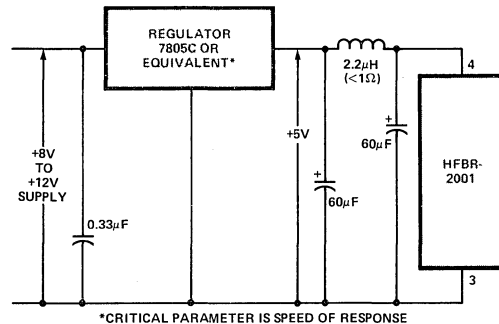 REGULATOR
7805C OR
EQUIVALENT*
2.2μH
(<1Ω)
4
+
60μF
HFBR-
2001
+5V
+8V
TO
+12V
SUPPLY
+
60μF
0.33μF
3
*CRITICAL PARAMETER IS SPEED OF RESPONSE